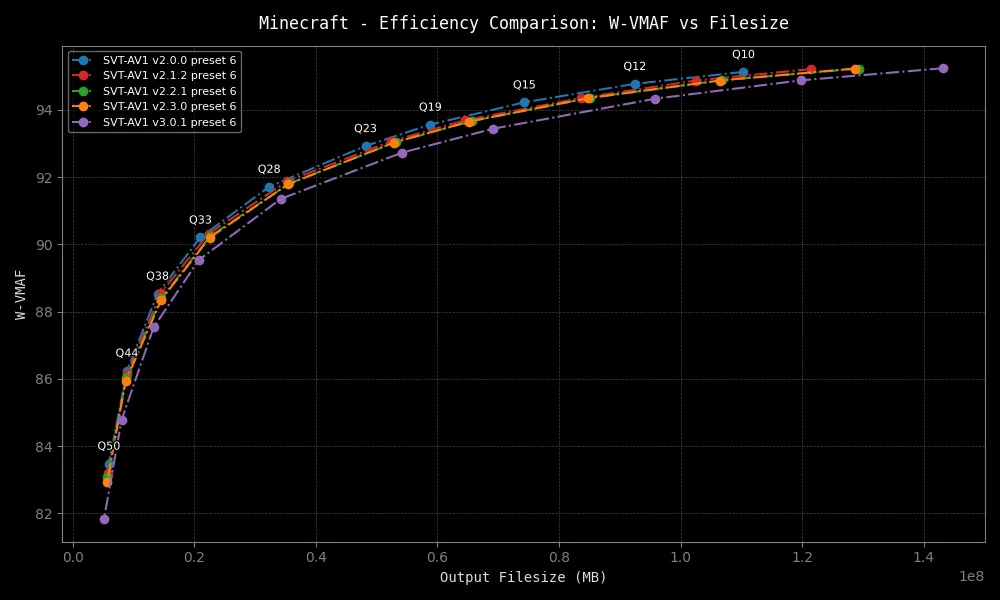 Minecraft - Efficiency Comparison: W-VMAF vs Filesize
SVT-AV1 v2.0.0 preset 6
SVT-AV1 v2.1.2 preset 6
SVT-AV1 v2.2.1 preset 6
SVT-AV1 v2.3.0 preset 6
SVT-AV1 v3.0.1 preset 6
Q10
Q12
Q15
Q19
Q23
Q28
Q33
Q38
Q44
Q50
W-VMAF
94
92
90
88
86
84
82
0.0 0.2 0.4 0.6 0.8 1.0 1.2 1.4
1e8
Output Filesize (MB)